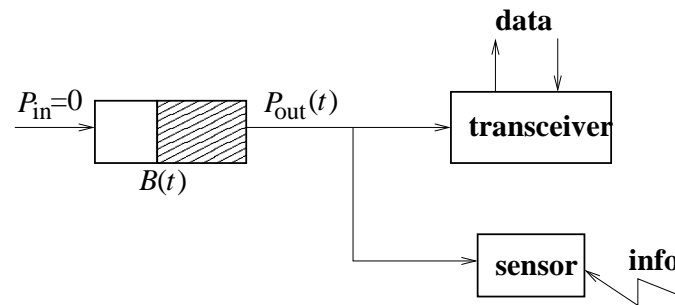 data
P_in=0
P_out(t)
transceiver
B(t)
sensor
info